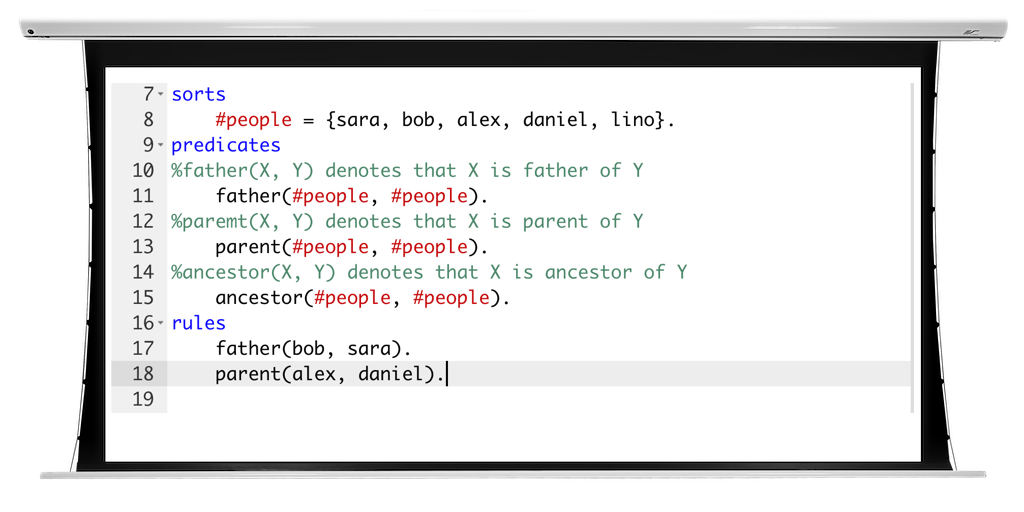 7 sorts
8 #people = {sara, bob, alex, daniel, lino}.
9 predicates
10 %father(X, Y) denotes that X is father of Y
11 father(#people, #people).
12 %paremt(X, Y) denotes that X is parent of Y
13 parent(#people, #people).
14 %ancestor(X, Y) denotes that X is ancestor of Y
15 ancestor(#people, #people).
16 rules
17 father(bob, sara).
18 parent(alex, daniel).
19